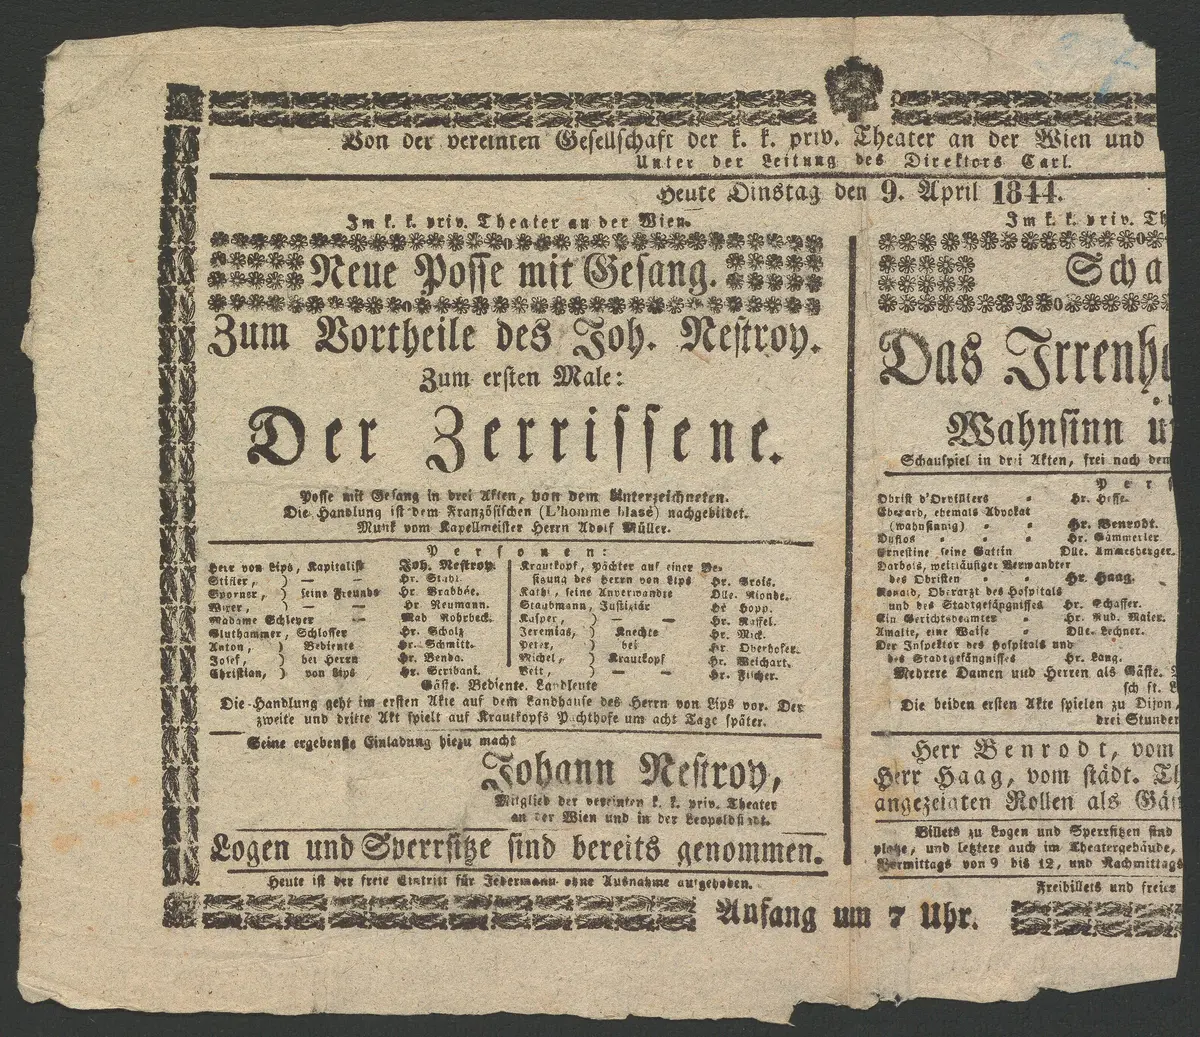 Von der vereinten Gesellschaft der k. k. priv. Theater an der Wien und
Unter der Leitung des Direktors Carl.
Heute Dinstag den 9. April 1844.
Im k. k. priv. Theater an der Wien.
Neue Posse mit Gesang.
Zum Vortheile des Joh. Nestroy.
Zum ersten Male:
Der Zerrissene.
Posse mit Gesang in drei Akten, von dem Unterzeichneten.
Die Handlung ist dem Französischen (L'homme blasé) nachgebildet.
Musik vom Kapellmeister Herrn Adolf Müller.
Personen:
Herr von Lips, Kapitalist Joh. Nestroy.
Stifler, ) — — Hr. Stahl.
Sporner, ) seine Freunde Hr. Brabbée.
Wixer, ) — — Hr. Neumann.
Madame Schleyer — Mad. Rohrbeck.
Gluthammer, Schlosser Hr. Scholz
Anton, ) Bediente Hr. Schmitt.
Josef, ) bei Herrn Hr. Benda.
Christian, ) von Lips Hr. Scribani.
Krautkopf, Pächter auf einer Be-
sitzung des Herrn von Lips Hr. Grois.
Kathi, seine Anverwandte Dlle. Rionde.
Staubmann, Justiziär Hr. Hopp.
Kasper, ) — — Hr. Raffel.
Jeremias, ) Knechte Hr. Mick.
Peter, ) bei Hr. Oberhofer.
Michel, ) Krautkopf Hr. Weichart.
Veit, ) — — Hr. Fischer.
Gäste. Bediente. Landleute
Die Handlung geht im ersten Akte auf dem Landhause des Herrn von Lips vor. Der
zweite und dritte Akt spielt auf Krautkopfs Pachthofe um acht Tage später.
Seine ergebenste Einladung hiezu macht
Johann Nestroy,
Mitglied der vereinten k. k. priv. Theater
an der Wien und in der Leopoldstadt.
Logen und Sperrsitze sind bereits genommen.
Heute ist der freie Eintritt für Jedermann ohne Ausnahme aufgehoben.
Im k. k. priv. Th
Scha
Das Irrenha
Wahnsinn u
Schauspiel in drei Akten, frei nach dem
Pers
Obrist d'Orvilliers Hr. Hesse.
Eberard, ehemals Advokat
(wahnsinnig) Hr. Benrodt.
Hr. Gämmerler
Ernestine seine Gattin Dlle. Ammesberger.
Darbois, weitläufiger Verwandter
des Obristen Hr. Haag.
Oberarzt des Hospitals
und des Stadtgefängnisses Hr. Schaffer.
Ein Gerichtsbeamter Hr. Rud. Maier.
Amalie, eine Waise Dlle. Lechner.
Der Inspektor des Hospitals und
des Stadtgefängnisses Hr. Lang.
Mehrere Damen und Herren als Gäste.
Die beiden ersten Akte spielen zu Dijon,
drei Stunden
Herr Benrodt, vom
Herr Haag, vom städt. Th
angezeigten Rollen als Gäs
Billets zu Logen und Sperrsitzen sind
platze, und letztere auch im Theatergebäude,
Vormittags von 9 bis 12, und Nachmittags
Freibillets und freier
Anfang um 7 Uhr.